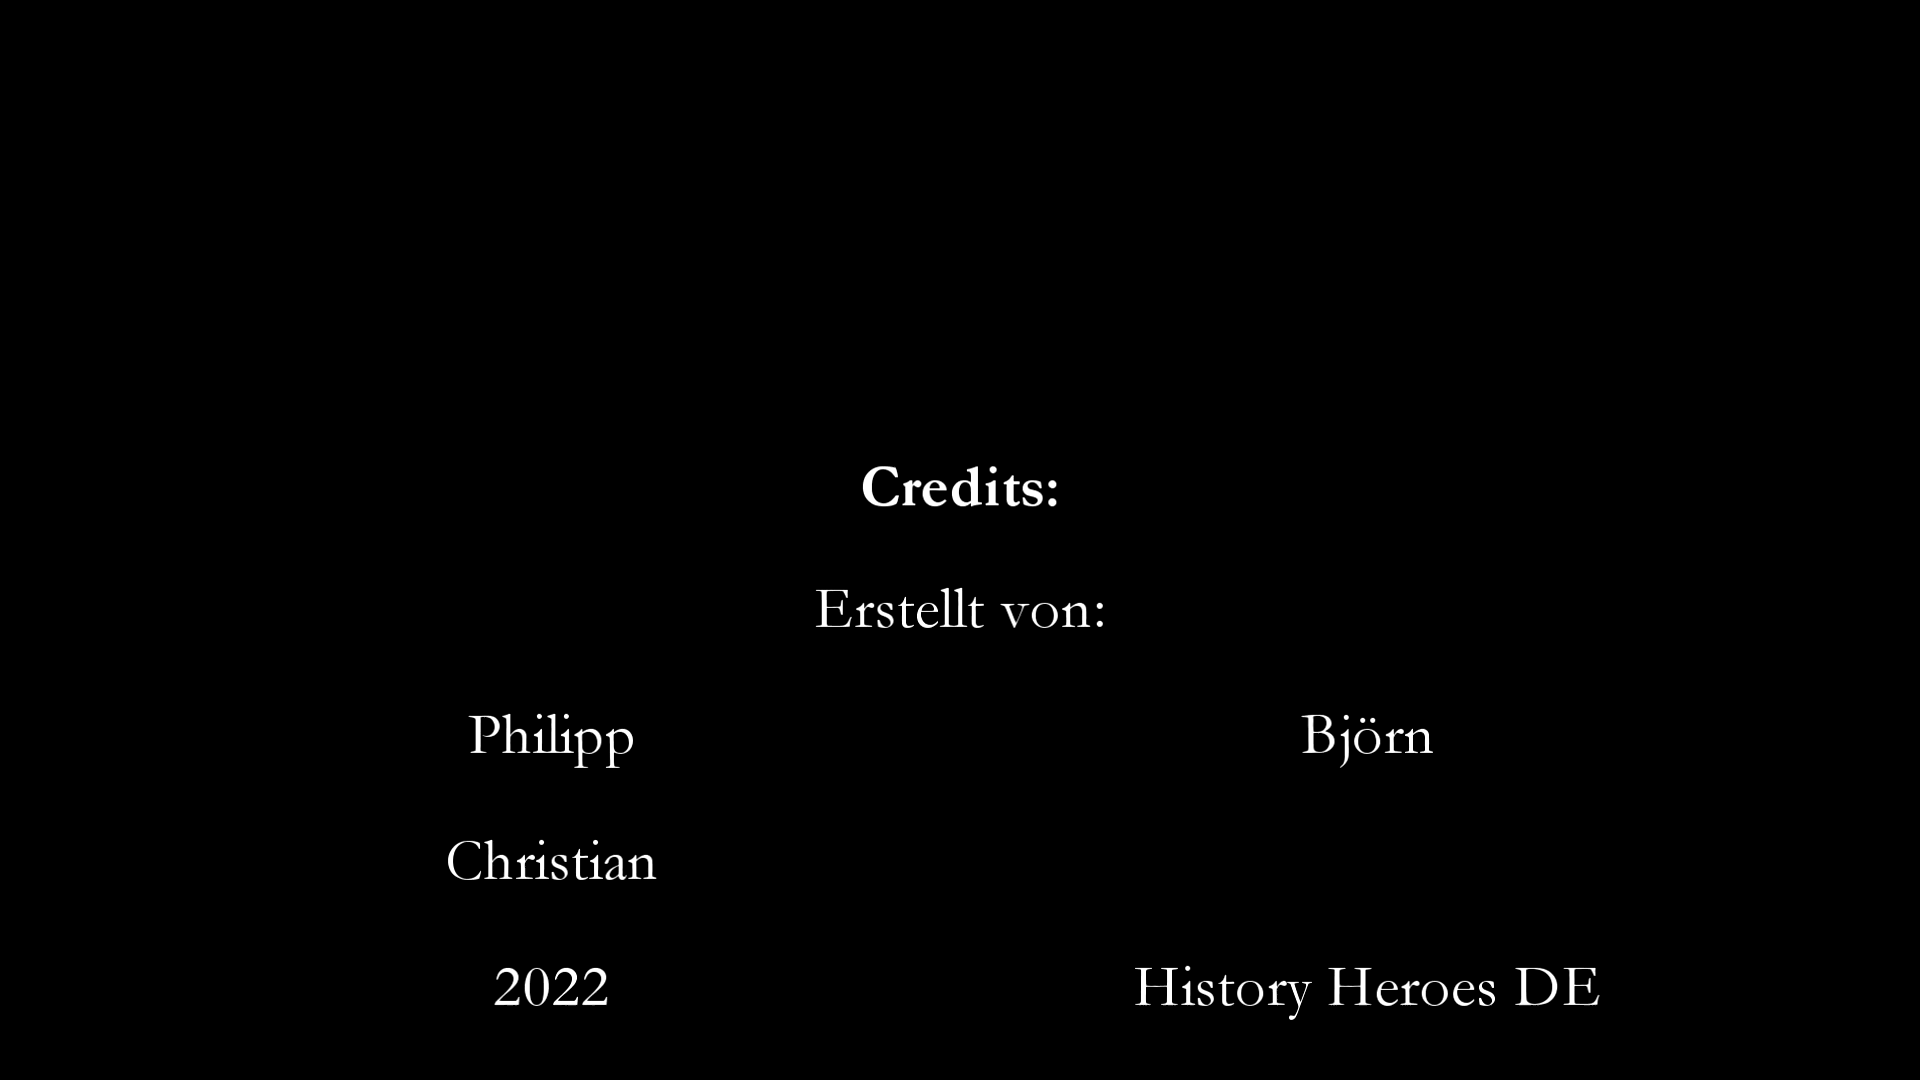 Credits:
Erstellt von:
Philipp Björn
Christian
2022 History Heroes DE